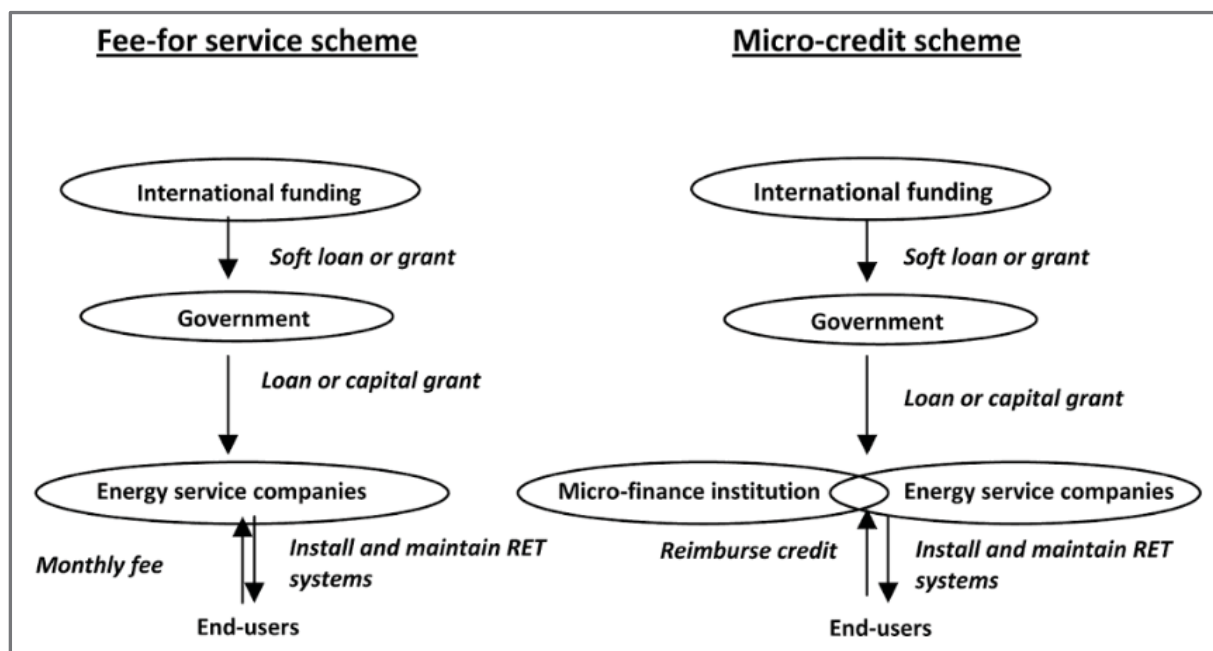 Fee-for service scheme
International funding
Soft loan or grant
Government
Loan or capital grant
Energy service companies
Monthly fee
Install and maintain RET
systems
End-users
Micro-credit scheme
International funding
Soft loan or grant
Government
Loan or capital grant
Micro-finance institution
Energy service companies
Reimburse credit
Install and maintain RET
systems
End-users